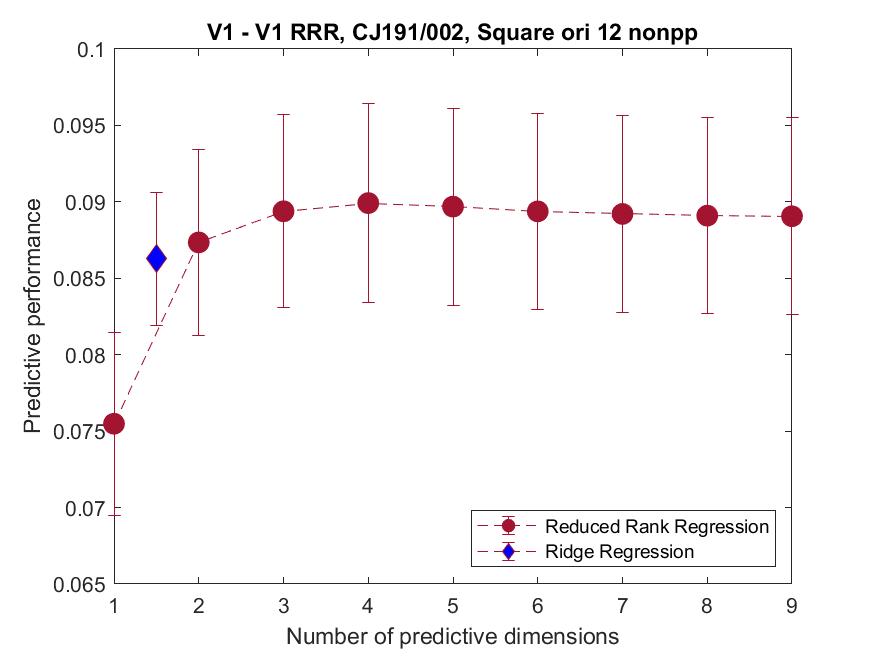 V1 - V1 RRR, CJ191/002, Square ori 12 nonpp
0.1
0.095
0.09
0.085
0.08
0.075
0.07
0.065
Predictive performance
1 2 3 4 5 6 7 8 9
Number of predictive dimensions
Reduced Rank Regression
Ridge Regression